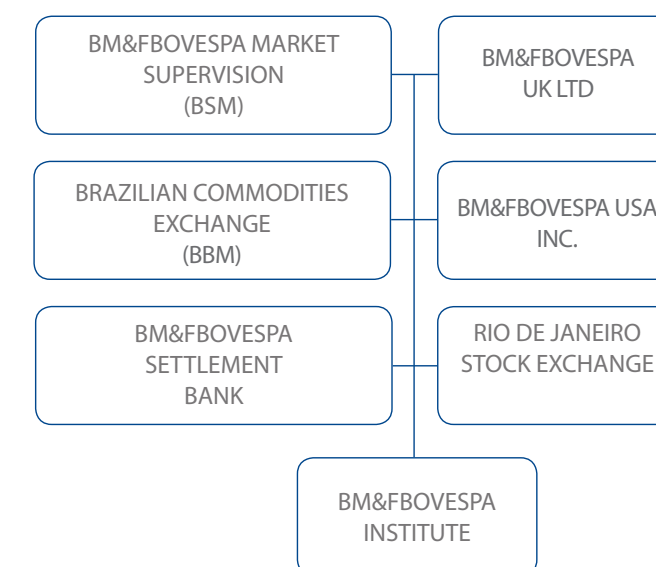 BM&FBOVESPA MARKET
SUPERVISION
(BSM)
BM&FBOVESPA
UK LTD
BRAZILIAN COMMODITIES
EXCHANGE
(BBM)
BM&FBOVESPA USA
INC.
BM&FBOVESPA
SETTLEMENT
BANK
RIO DE JANEIRO
STOCK EXCHANGE
BM&FBOVESPA
INSTITUTE